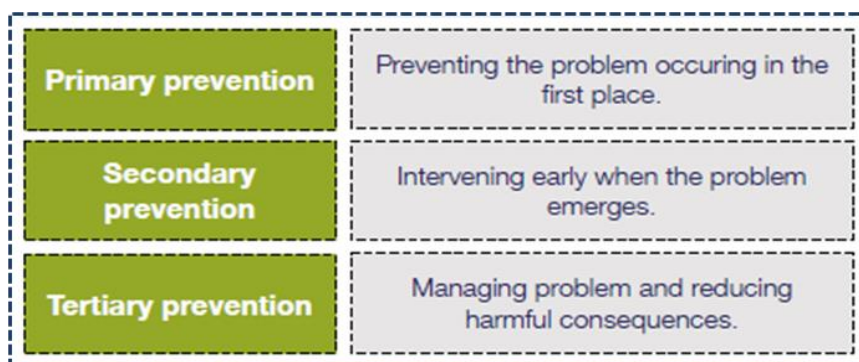 Primary prevention
Preventing the problem occuring in the
first place.
Secondary
prevention
Intervening early when the problem
emerges.
Tertiary prevention
Managing problem and reducing
harmful consequences.